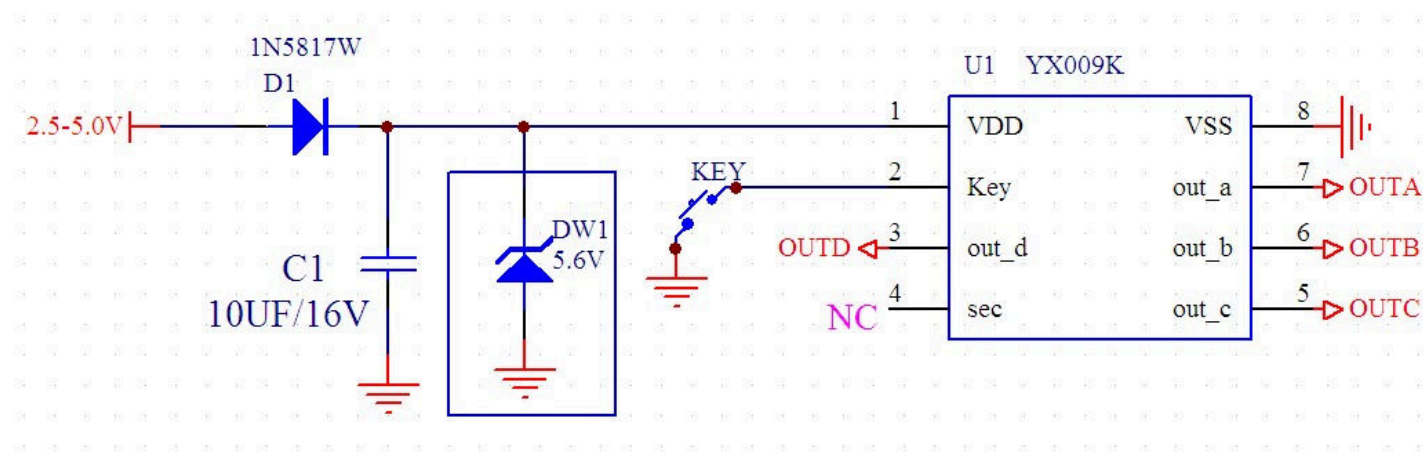 1N5817W
D1
2.5-5.0V
C1
10UF/16V
DW1
5.6V
KEY
OUTD
NC
U1 YX009K
1 VDD VSS 8
2 Key out_a 7 OUTA
3 out_d out_b 6 OUTB
4 sec out_c 5 OUTC